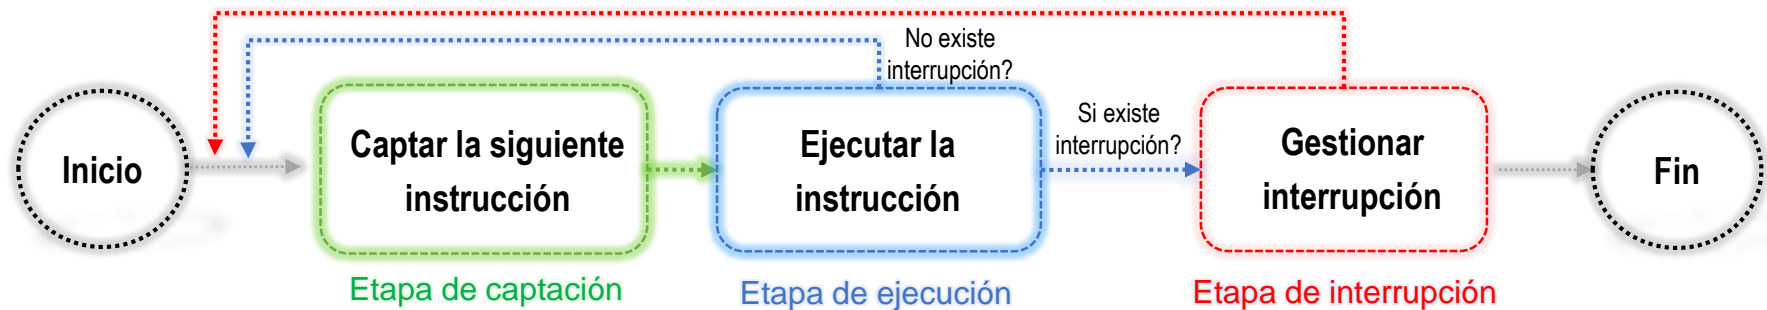 No existe
interrupción?
Inicio
Captar la siguiente
instrucción
Ejecutar la
instrucción
Si existe
interrupción?
Gestionar
interrupción
Fin
Etapa de captación
Etapa de ejecución
Etapa de interrupción